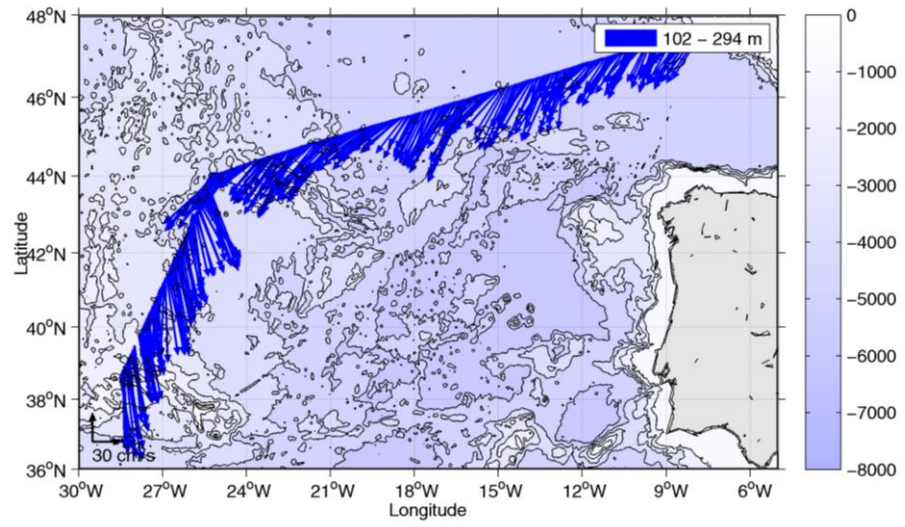 48°N
46°N
44°N
42°N
40°N
38°N
36°N
Latitude
102 – 294 m
30 cm/s
30°W 27°W 24°W 21°W 18°W 15°W 12°W 9°W 6°W
Longitude
0
−1000
−2000
−3000
−4000
−5000
−6000
−7000
−8000